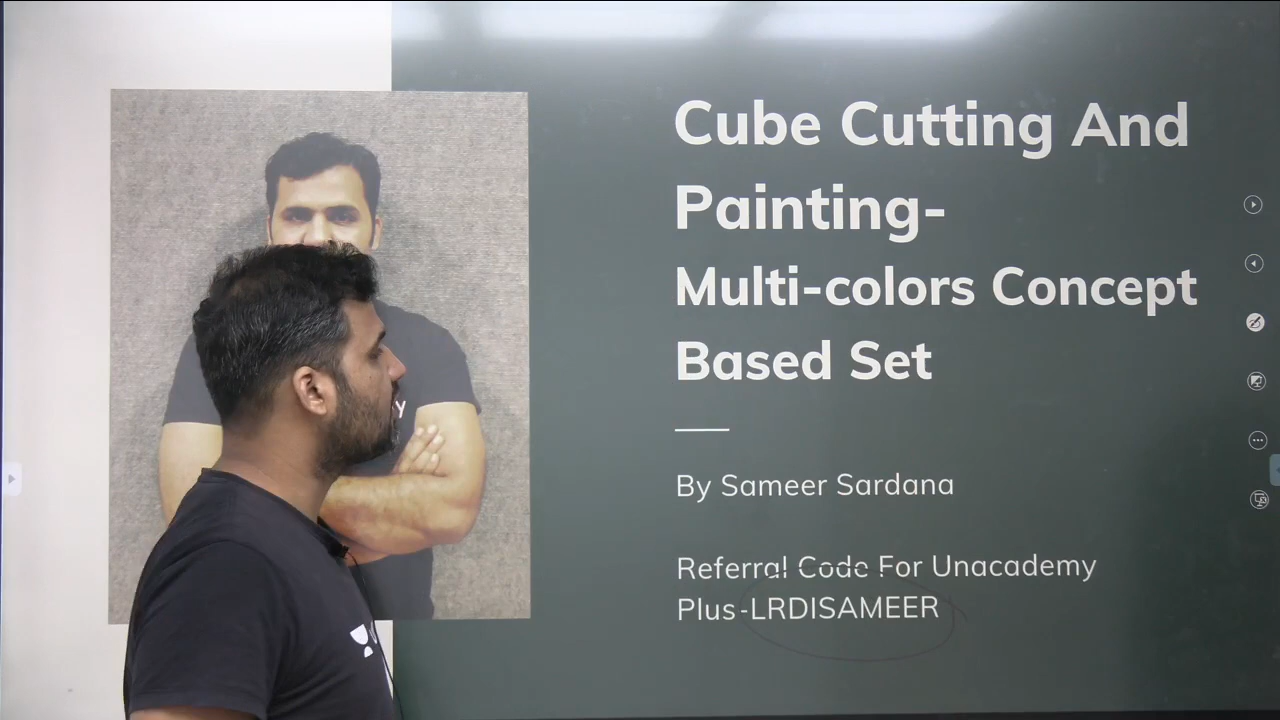 Cube Cutting And
Painting-
Multi-colors Concept
Based Set
By Sameer Sardana
Referral Code For Unacademy
Plus-LRDISAMEER